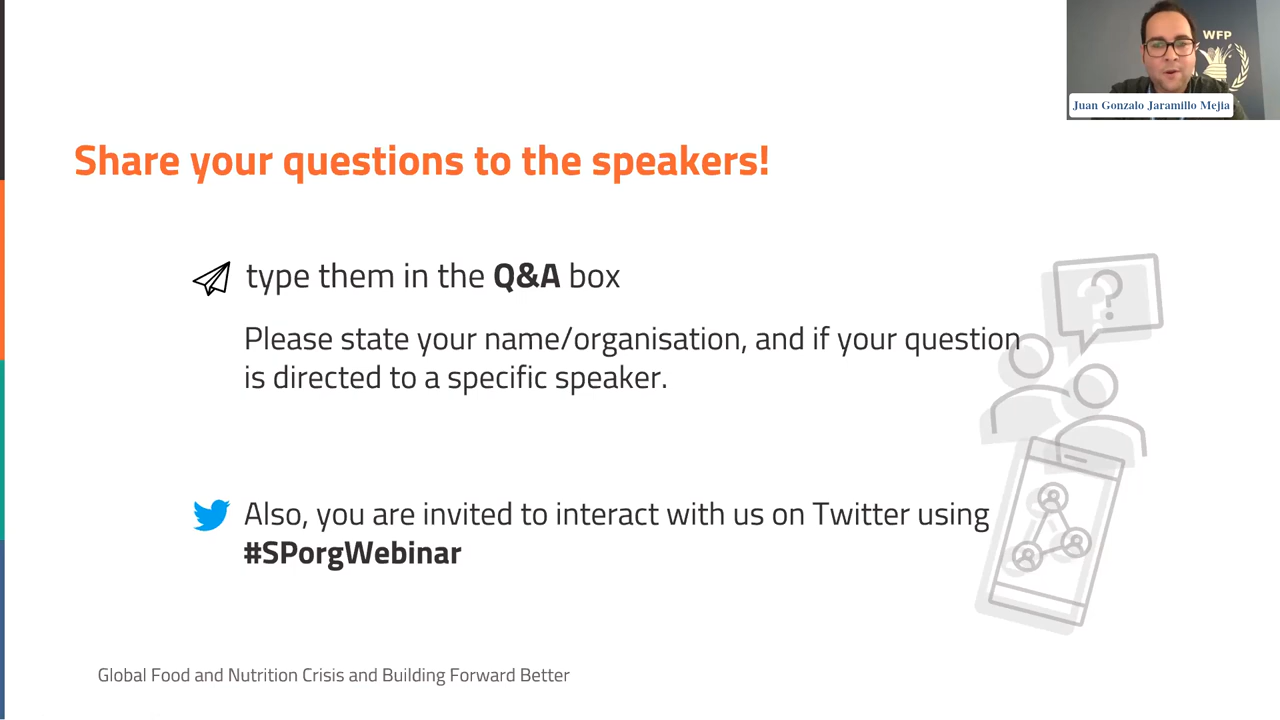 WFP
Juan Gonzalo Jaramillo Mejia
Share your questions to the speakers!
type them in the Q&A box
Please state your name/organisation, and if your question
is directed to a specific speaker.
Also, you are invited to interact with us on Twitter using
#SPorgWebinar
Global Food and Nutrition Crisis and Building Forward Better